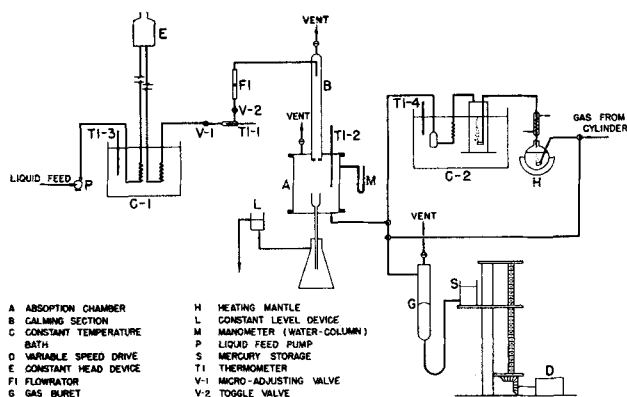 VENT
E
FI
B
V-2
TI-3
V-1
TI-1
VENT
TI-2
TI-4
GAS FROM
CYLINDER
LIQUID FEED
P
C-1
A
M
C-2
H
L
VENT
S
G
D
A ABSOPTION CHAMBER
B CALMING SECTION
C CONSTANT TEMPERATURE
BATH
D VARIABLE SPEED DRIVE
E CONSTANT HEAD DEVICE
FI FLOWRATOR
G GAS BURET
H HEATING MANTLE
L CONSTANT LEVEL DEVICE
M MANOMETER (WATER-COLUMN)
P LIQUID FEED PUMP
S MERCURY STORAGE
TI THERMOMETER
V-1 MICRO-ADJUSTING VALVE
V-2 TOGGLE VALVE